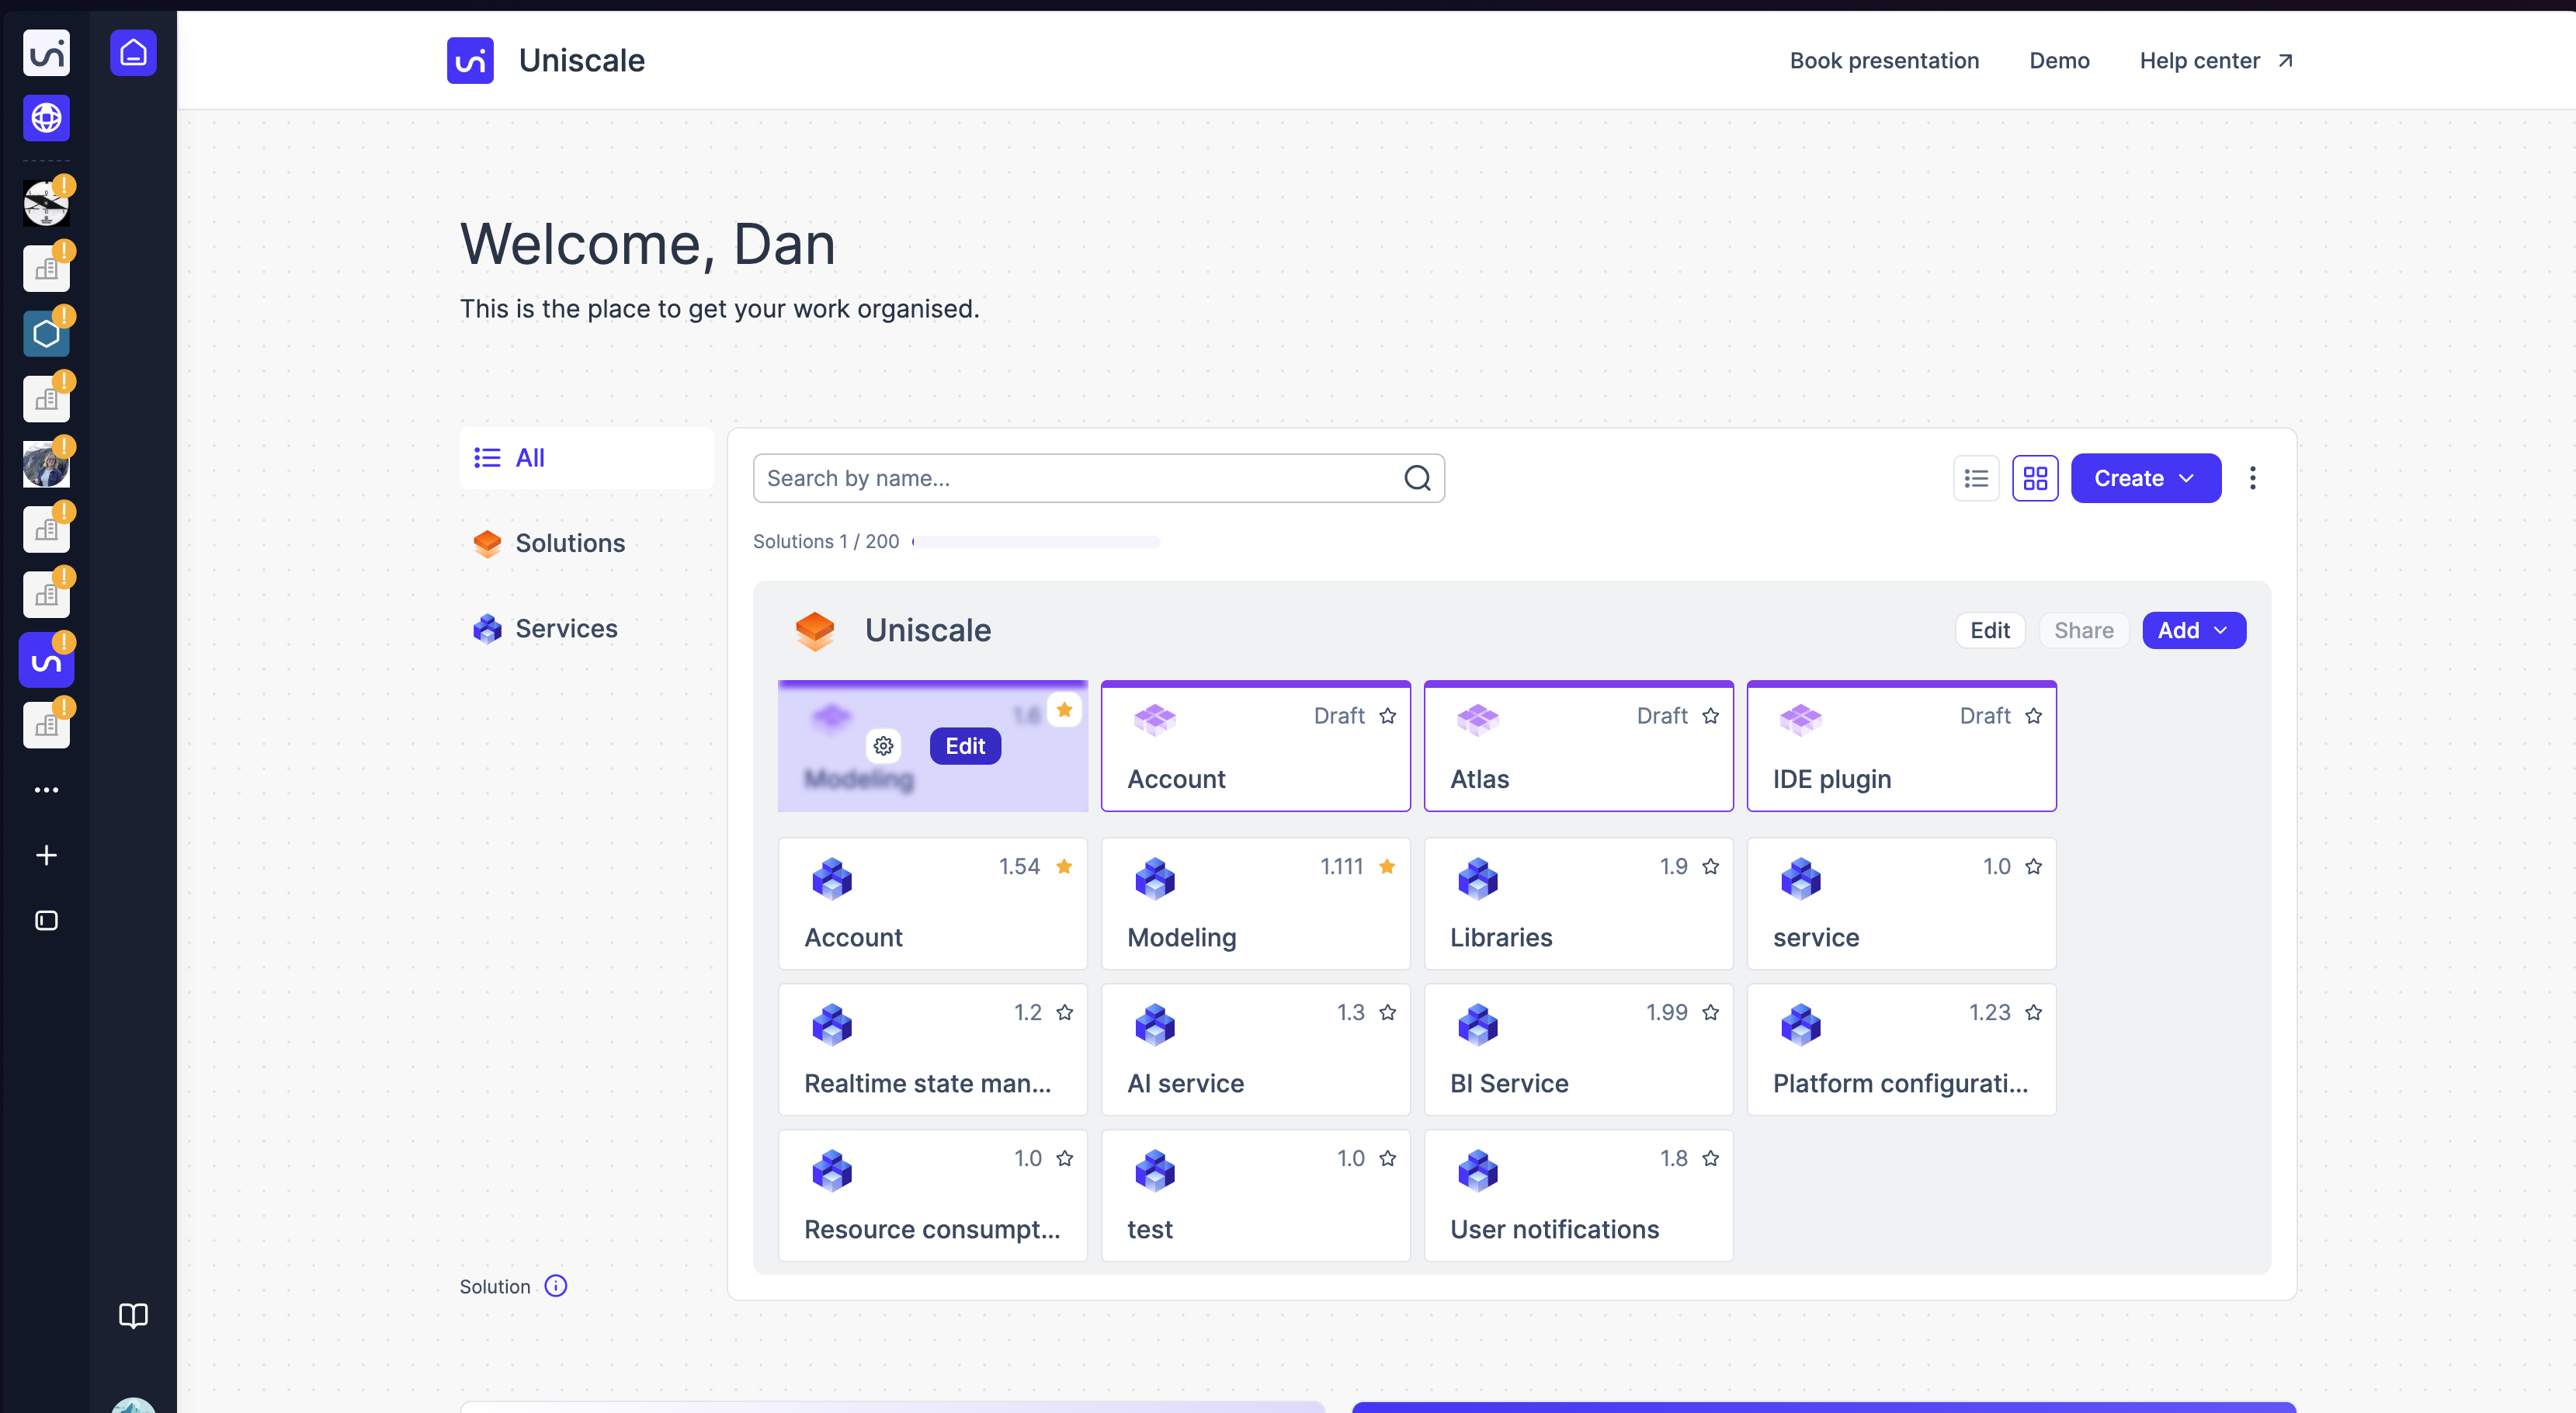 Uniscale
Book presentation
Demo
Help center
Welcome, Dan
This is the place to get your work organised.
All
Solutions
Services
Search by name...
Create
Solutions 1 / 200
Uniscale
Edit
Share
Add
1.6
Edit
Modeling
Draft
Account
Draft
Atlas
Draft
IDE plugin
1.54
Account
1.111
Modeling
1.9
Libraries
1.0
service
1.2
Realtime state man...
1.3
AI service
1.99
BI Service
1.23
Platform configurati...
1.0
Resource consumpt...
1.0
test
1.8
User notifications
Solution